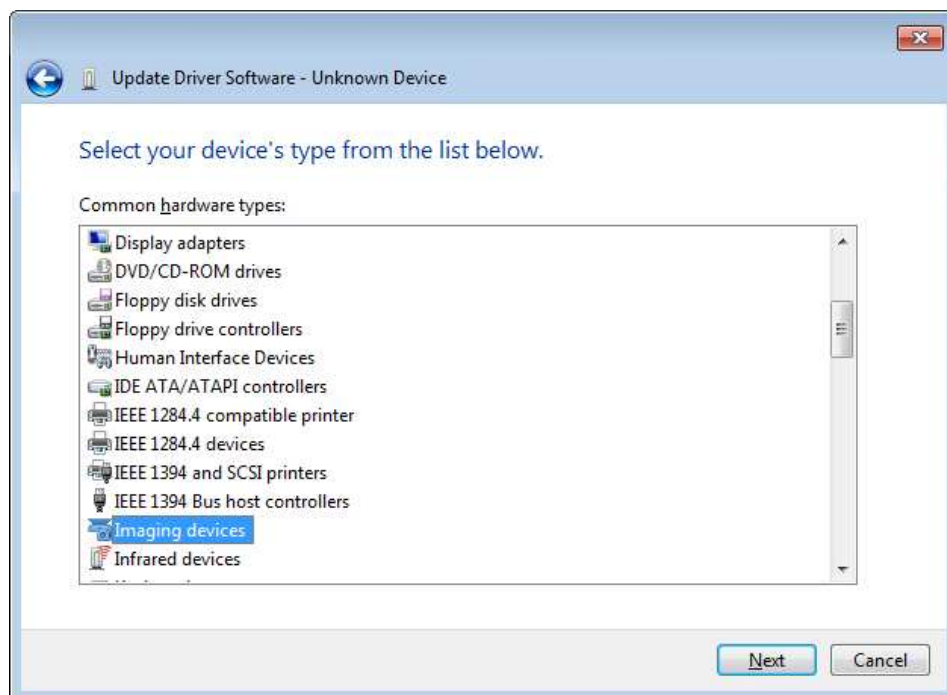 Update Driver Software - Unknown Device
Select your device's type from the list below.
Common hardware types:
Display adapters
DVD/CD-ROM drives
Floppy disk drives
Floppy drive controllers
Human Interface Devices
IDE ATA/ATAPI controllers
IEEE 1284.4 compatible printer
IEEE 1284.4 devices
IEEE 1394 and SCSI printers
IEEE 1394 Bus host controllers
Imaging devices
Infrared devices
Next
Cancel